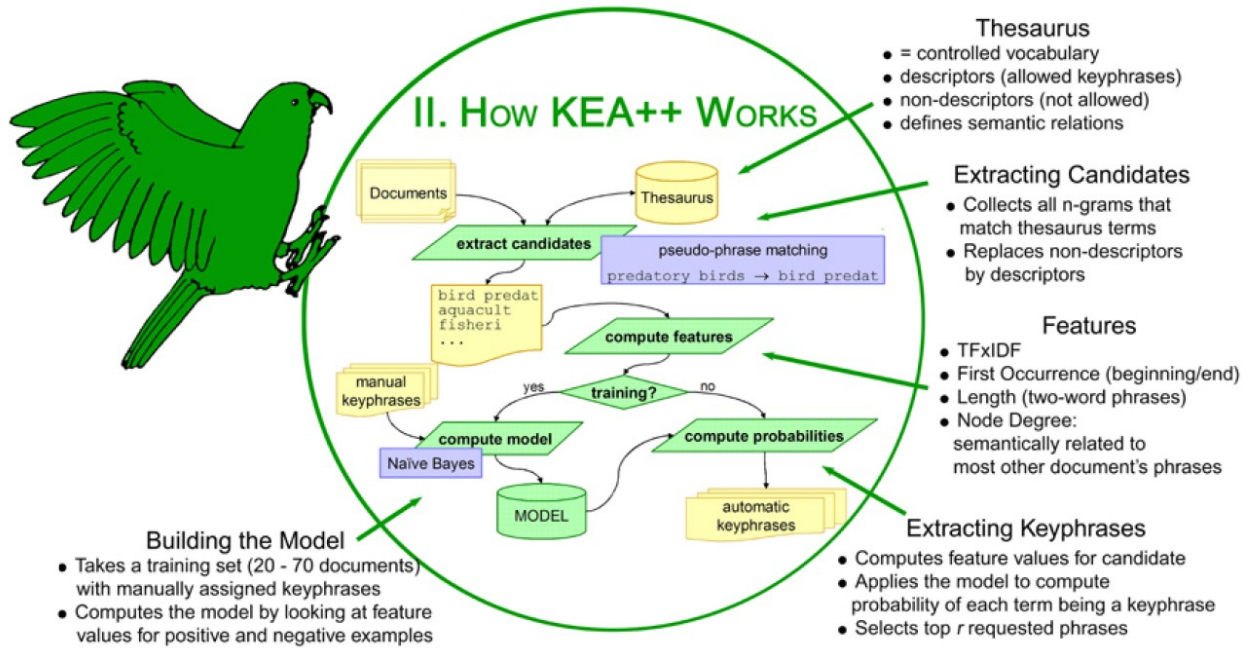 II. How KEA++ Works
Thesaurus
● = controlled vocabulary
● descriptors (allowed keyphrases)
● non-descriptors (not allowed)
● defines semantic relations
Extracting Candidates
● Collects all n-grams that
match thesaurus terms
● Replaces non-descriptors
by descriptors
Features
● TFxIDF
● First Occurrence (beginning/end)
● Length (two-word phrases)
● Node Degree:
semantically related to
most other document's phrases
Extracting Keyphrases
● Computes feature values for candidate
● Applies the model to compute
probability of each term being a keyphrase
● Selects top r requested phrases
Building the Model
● Takes a training set (20 - 70 documents)
with manually assigned keyphrases
● Computes the model by looking at feature
values for positive and negative examples
Documents
Thesaurus
extract candidates
pseudo-phrase matching
predatory birds → bird predat
bird predat
aquacult
fisheri
...
compute features
manual
keyphrases
yes
training?
no
compute model
Naïve Bayes
compute probabilities
MODEL
automatic
keyphrases